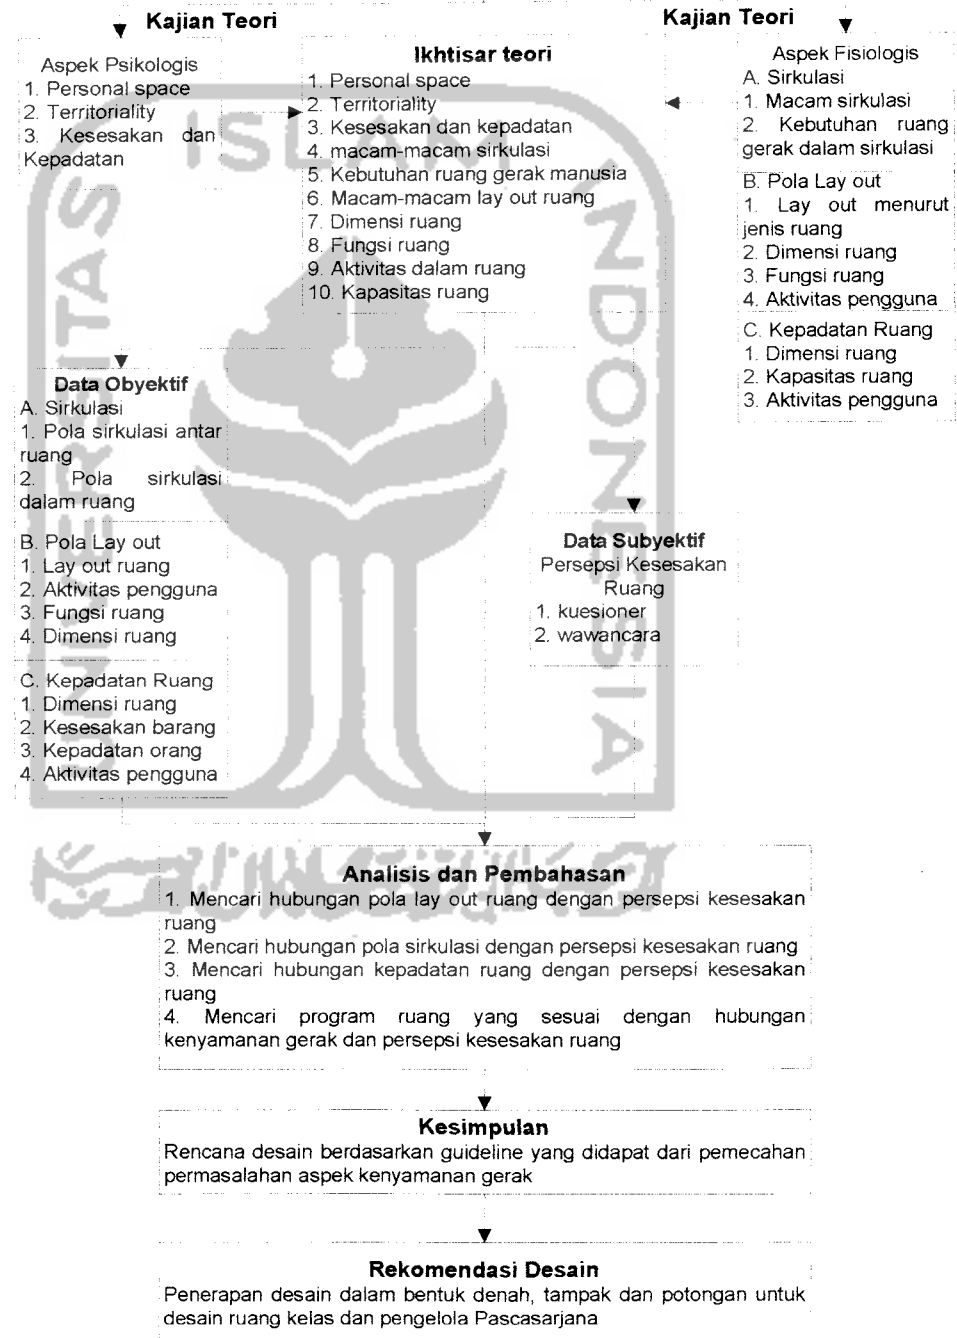 Kajian Teori
Kajian Teori
Aspek Psikologis
1. Personal space
2. Territoriality
3. Kesesakan dan
Kepadatan
Ikhtisar teori
1. Personal space
2. Territoriality
3. Kesesakan dan kepadatan
4. macam-macam sirkulasi
5. Kebutuhan ruang gerak manusia
6. Macam-macam lay out ruang
7. Dimensi ruang
8. Fungsi ruang
9. Aktivitas dalam ruang
10. Kapasitas ruang
Aspek Fisiologis
A. Sirkulasi
1. Macam sirkulasi
2. Kebutuhan ruang
gerak dalam sirkulasi
B. Pola Lay out
1. Lay out menurut
jenis ruang
2. Dimensi ruang
3. Fungsi ruang
4. Aktivitas pengguna
C. Kepadatan Ruang
1. Dimensi ruang
2. Kapasitas ruang
3. Aktivitas pengguna
Data Obyektif
A. Sirkulasi
1. Pola sirkulasi antar
ruang
2. Pola sirkulasi
dalam ruang
B. Pola Lay out
1. Lay out ruang
2. Aktivitas pengguna
3. Fungsi ruang
4. Dimensi ruang
C. Kepadatan Ruang
1. Dimensi ruang
2. Kesesakan barang
3. Kepadatan orang
4. Aktivitas pengguna
Data Subyektif
Persepsi Kesesakan
Ruang
1. kuesioner
2. wawancara
Analisis dan Pembahasan
1. Mencari hubungan pola lay out ruang dengan persepsi kesesakan
ruang
2. Mencari hubungan pola sirkulasi dengan persepsi kesesakan ruang
3. Mencari hubungan kepadatan ruang dengan persepsi kesesakan
ruang
4. Mencari program ruang yang sesuai dengan hubungan
kenyamanan gerak dan persepsi kesesakan ruang
Kesimpulan
Rencana desain berdasarkan guideline yang didapat dari pemecahan
permasalahan aspek kenyamanan gerak
Rekomendasi Desain
Penerapan desain dalam bentuk denah, tampak dan potongan untuk
desain ruang kelas dan pengelola Pascasarjana
UNIVERSITAS
ISLAM
INDONESIA